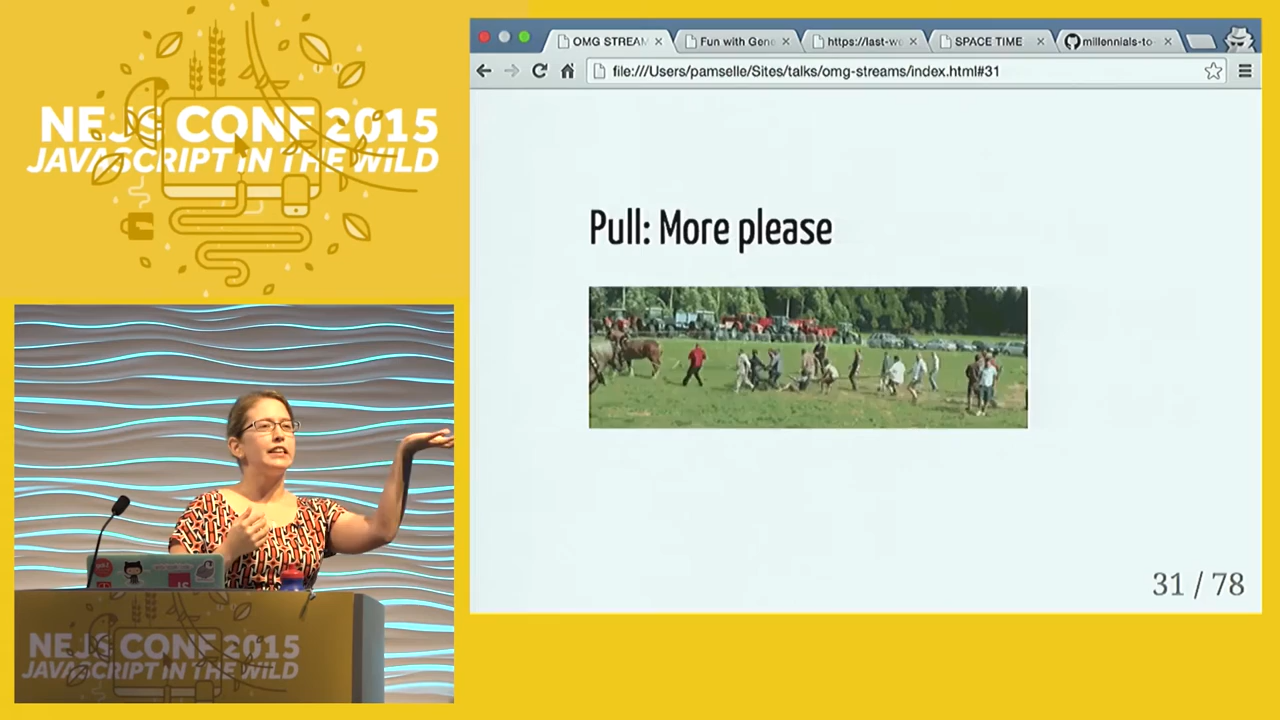 NEJS CONF 2015
JAVASCRIPT IN THE WILD
OMG STREAM
Fun with Gene
https://last-w
SPACE TIME
millennials-to-
file:///Users/pamselle/Sites/talks/omg-streams/index.html#31
Pull: More please
31 / 78
JS
NEJS CONF 2015
JAVASCRIPT IN THE WILD